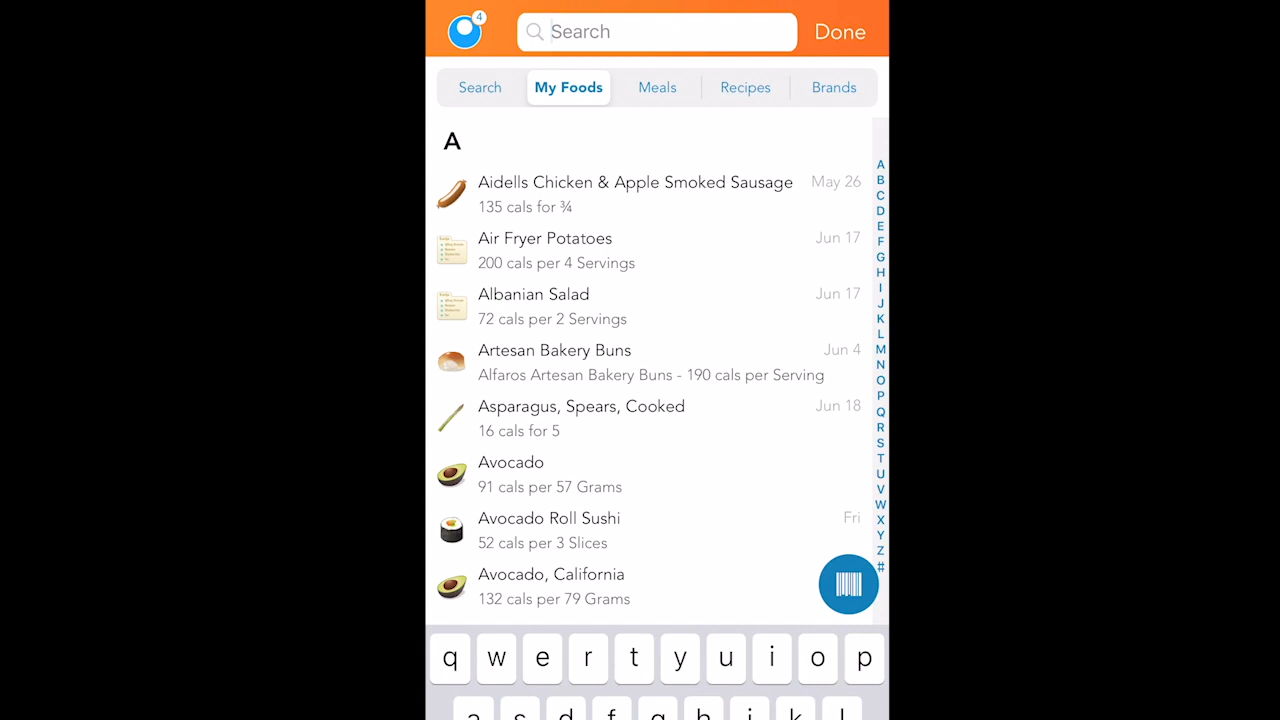 4
Search
Done
Search
My Foods
Meals
Recipes
Brands
A
Aidells Chicken & Apple Smoked Sausage
May 26
135 cals for ¾
Air Fryer Potatoes
Jun 17
200 cals per 4 Servings
Albanian Salad
Jun 17
72 cals per 2 Servings
Artesan Bakery Buns
Jun 4
Alfaros Artesan Bakery Buns - 190 cals per Serving
Asparagus, Spears, Cooked
Jun 18
16 cals for 5
Avocado
91 cals per 57 Grams
Avocado Roll Sushi
Fri
52 cals per 3 Slices
Avocado, California
132 cals per 79 Grams
A
B
C
D
E
F
G
H
I
J
K
L
M
N
O
P
Q
R
S
T
U
V
W
X
Y
Z
#
q w e r t y u i o p
a s d f g h j k l